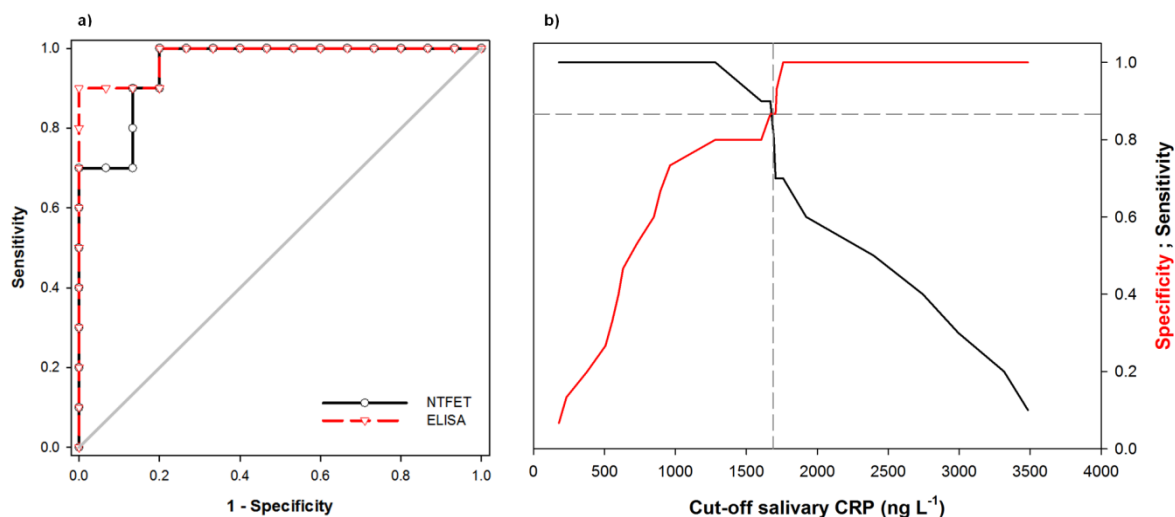 a)
1.0
0.8
0.6
0.4
0.2
0.0
Sensitivity
0.0 0.2 0.4 0.6 0.8 1.0
1 - Specificity
NTFET
ELISA
b)
1.0
0.8
0.6
0.4
0.2
0.0
Specificity ; Sensitivity
0 500 1000 1500 2000 2500 3000 3500 4000
Cut-off salivary CRP (ng L⁻¹)